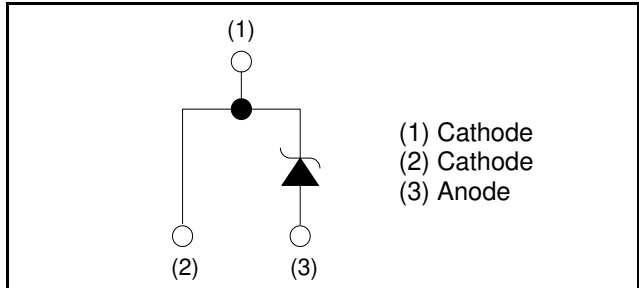 (1)
(1) Cathode
(2) Cathode
(3) Anode
(2)
(3)